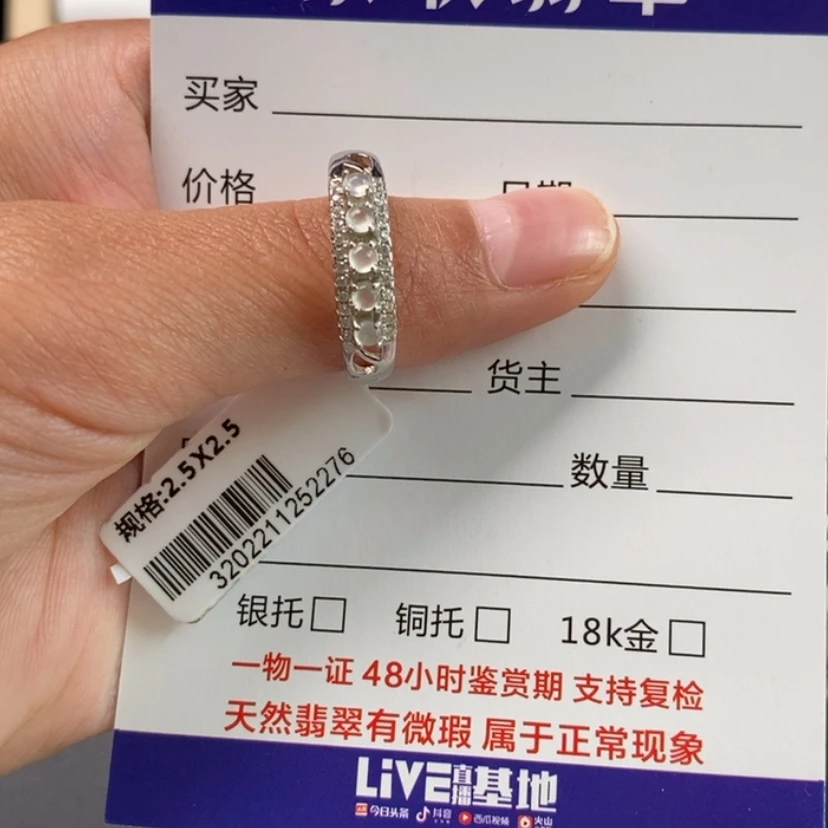 买家
价格
货主
数量
规格:2.5X2.5
3202211252276
银托□ 铜托□ 18k金□
一物一证 48小时鉴赏期 支持复检
天然翡翠有微瑕 属于正常现象
LiVE直播基地
今日头条 抖音 西瓜视频 火山